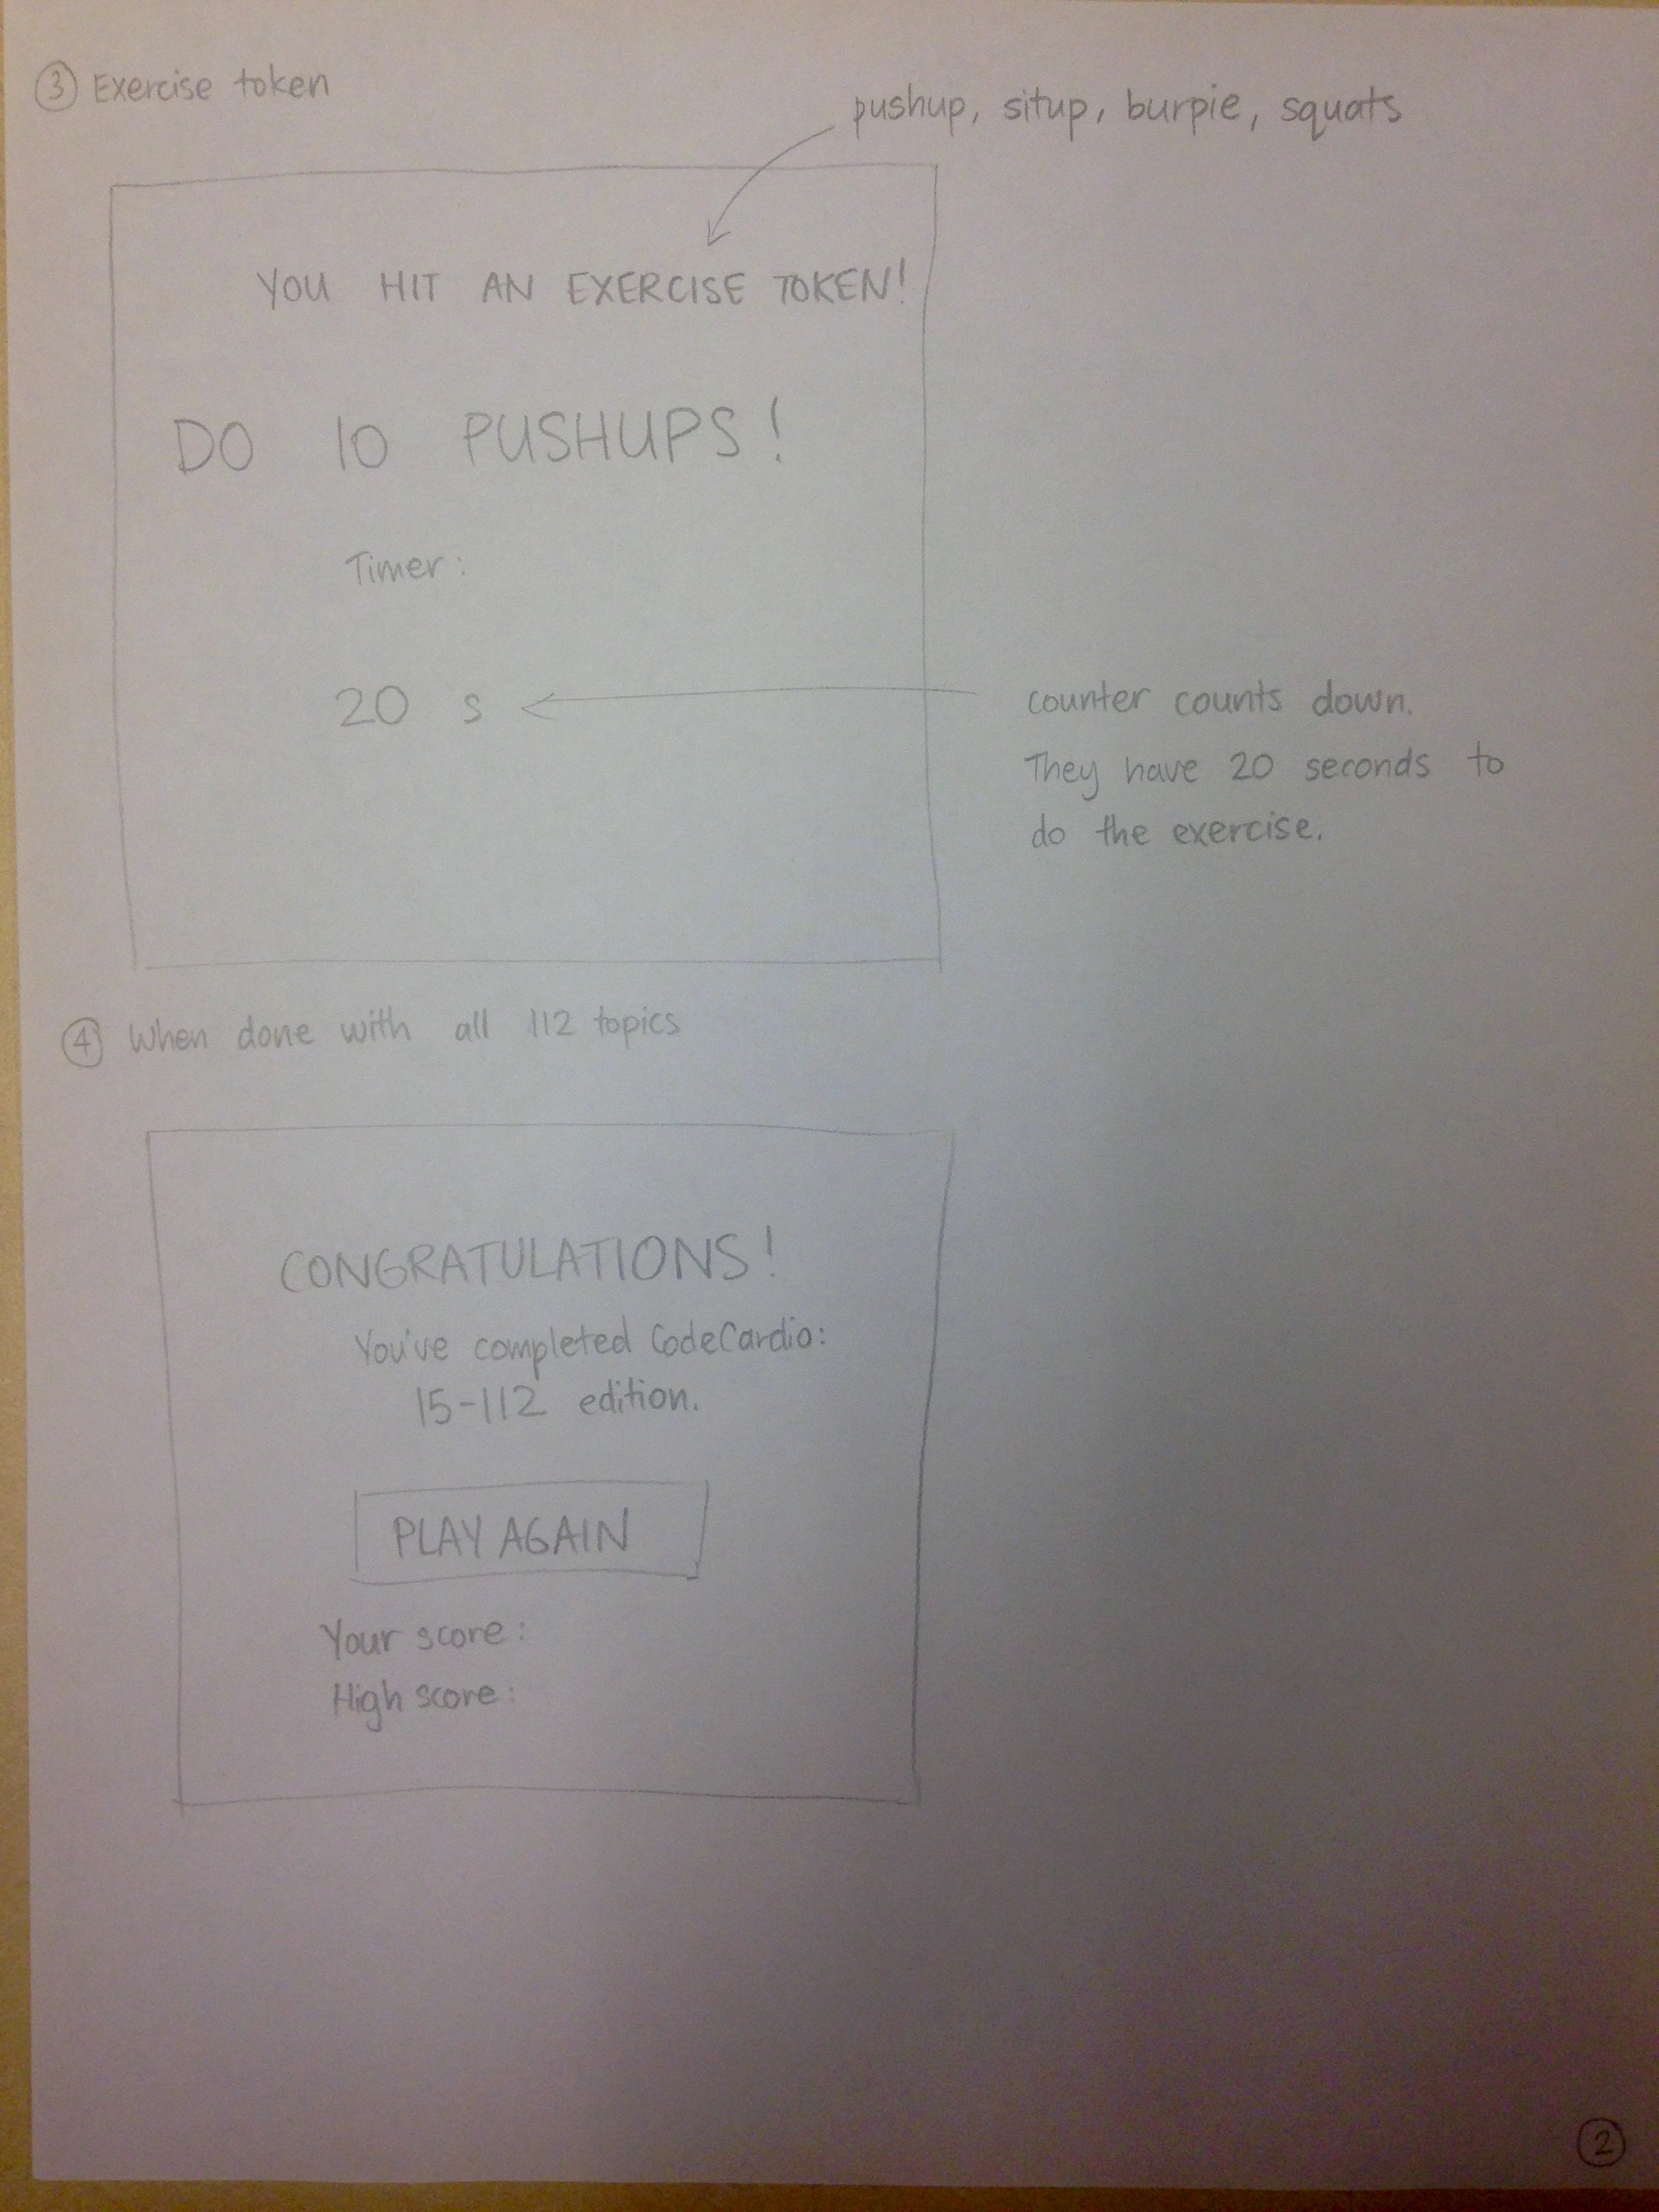 ③ Exercise token
pushup, situp, burpie, squats
YOU HIT AN EXERCISE TOKEN!
DO 10 PUSHUPS!
Timer:
20 s
counter counts down.
They have 20 seconds to
do the exercise.
④ When done with all 112 topics
CONGRATULATIONS!
You've completed CodeCardio:
15-112 edition.
PLAY AGAIN
Your score:
High score:
②